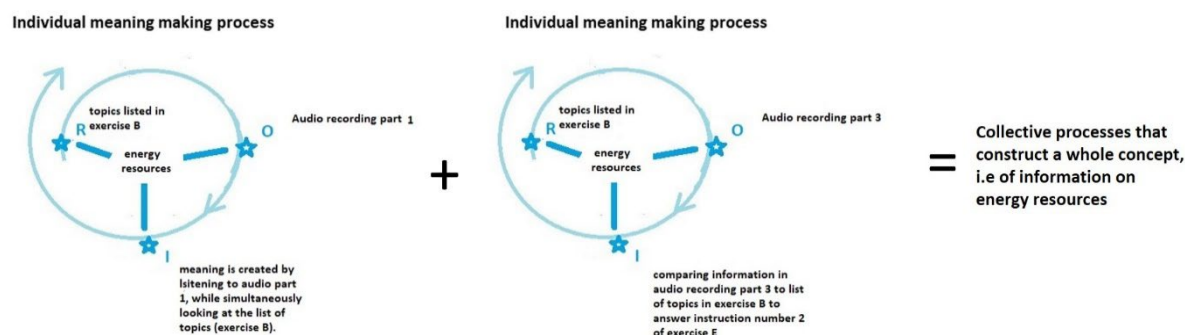 Individual meaning making process
topics listed in
exercise B
R
O
Audio recording part 1
energy
resources
I
meaning is created by
lsitening to audio part
1, while simultaneously
looking at the list of
topics (exercise B).
+
Individual meaning making process
topics listed in
exercise B
R
O
Audio recording part 3
energy
resources
I
comparing information in
audio recording part 3 to list
of topics in exercise B to
answer instruction number 2
of exercise E
=
Collective processes that
construct a whole concept,
i.e of information on
energy resources